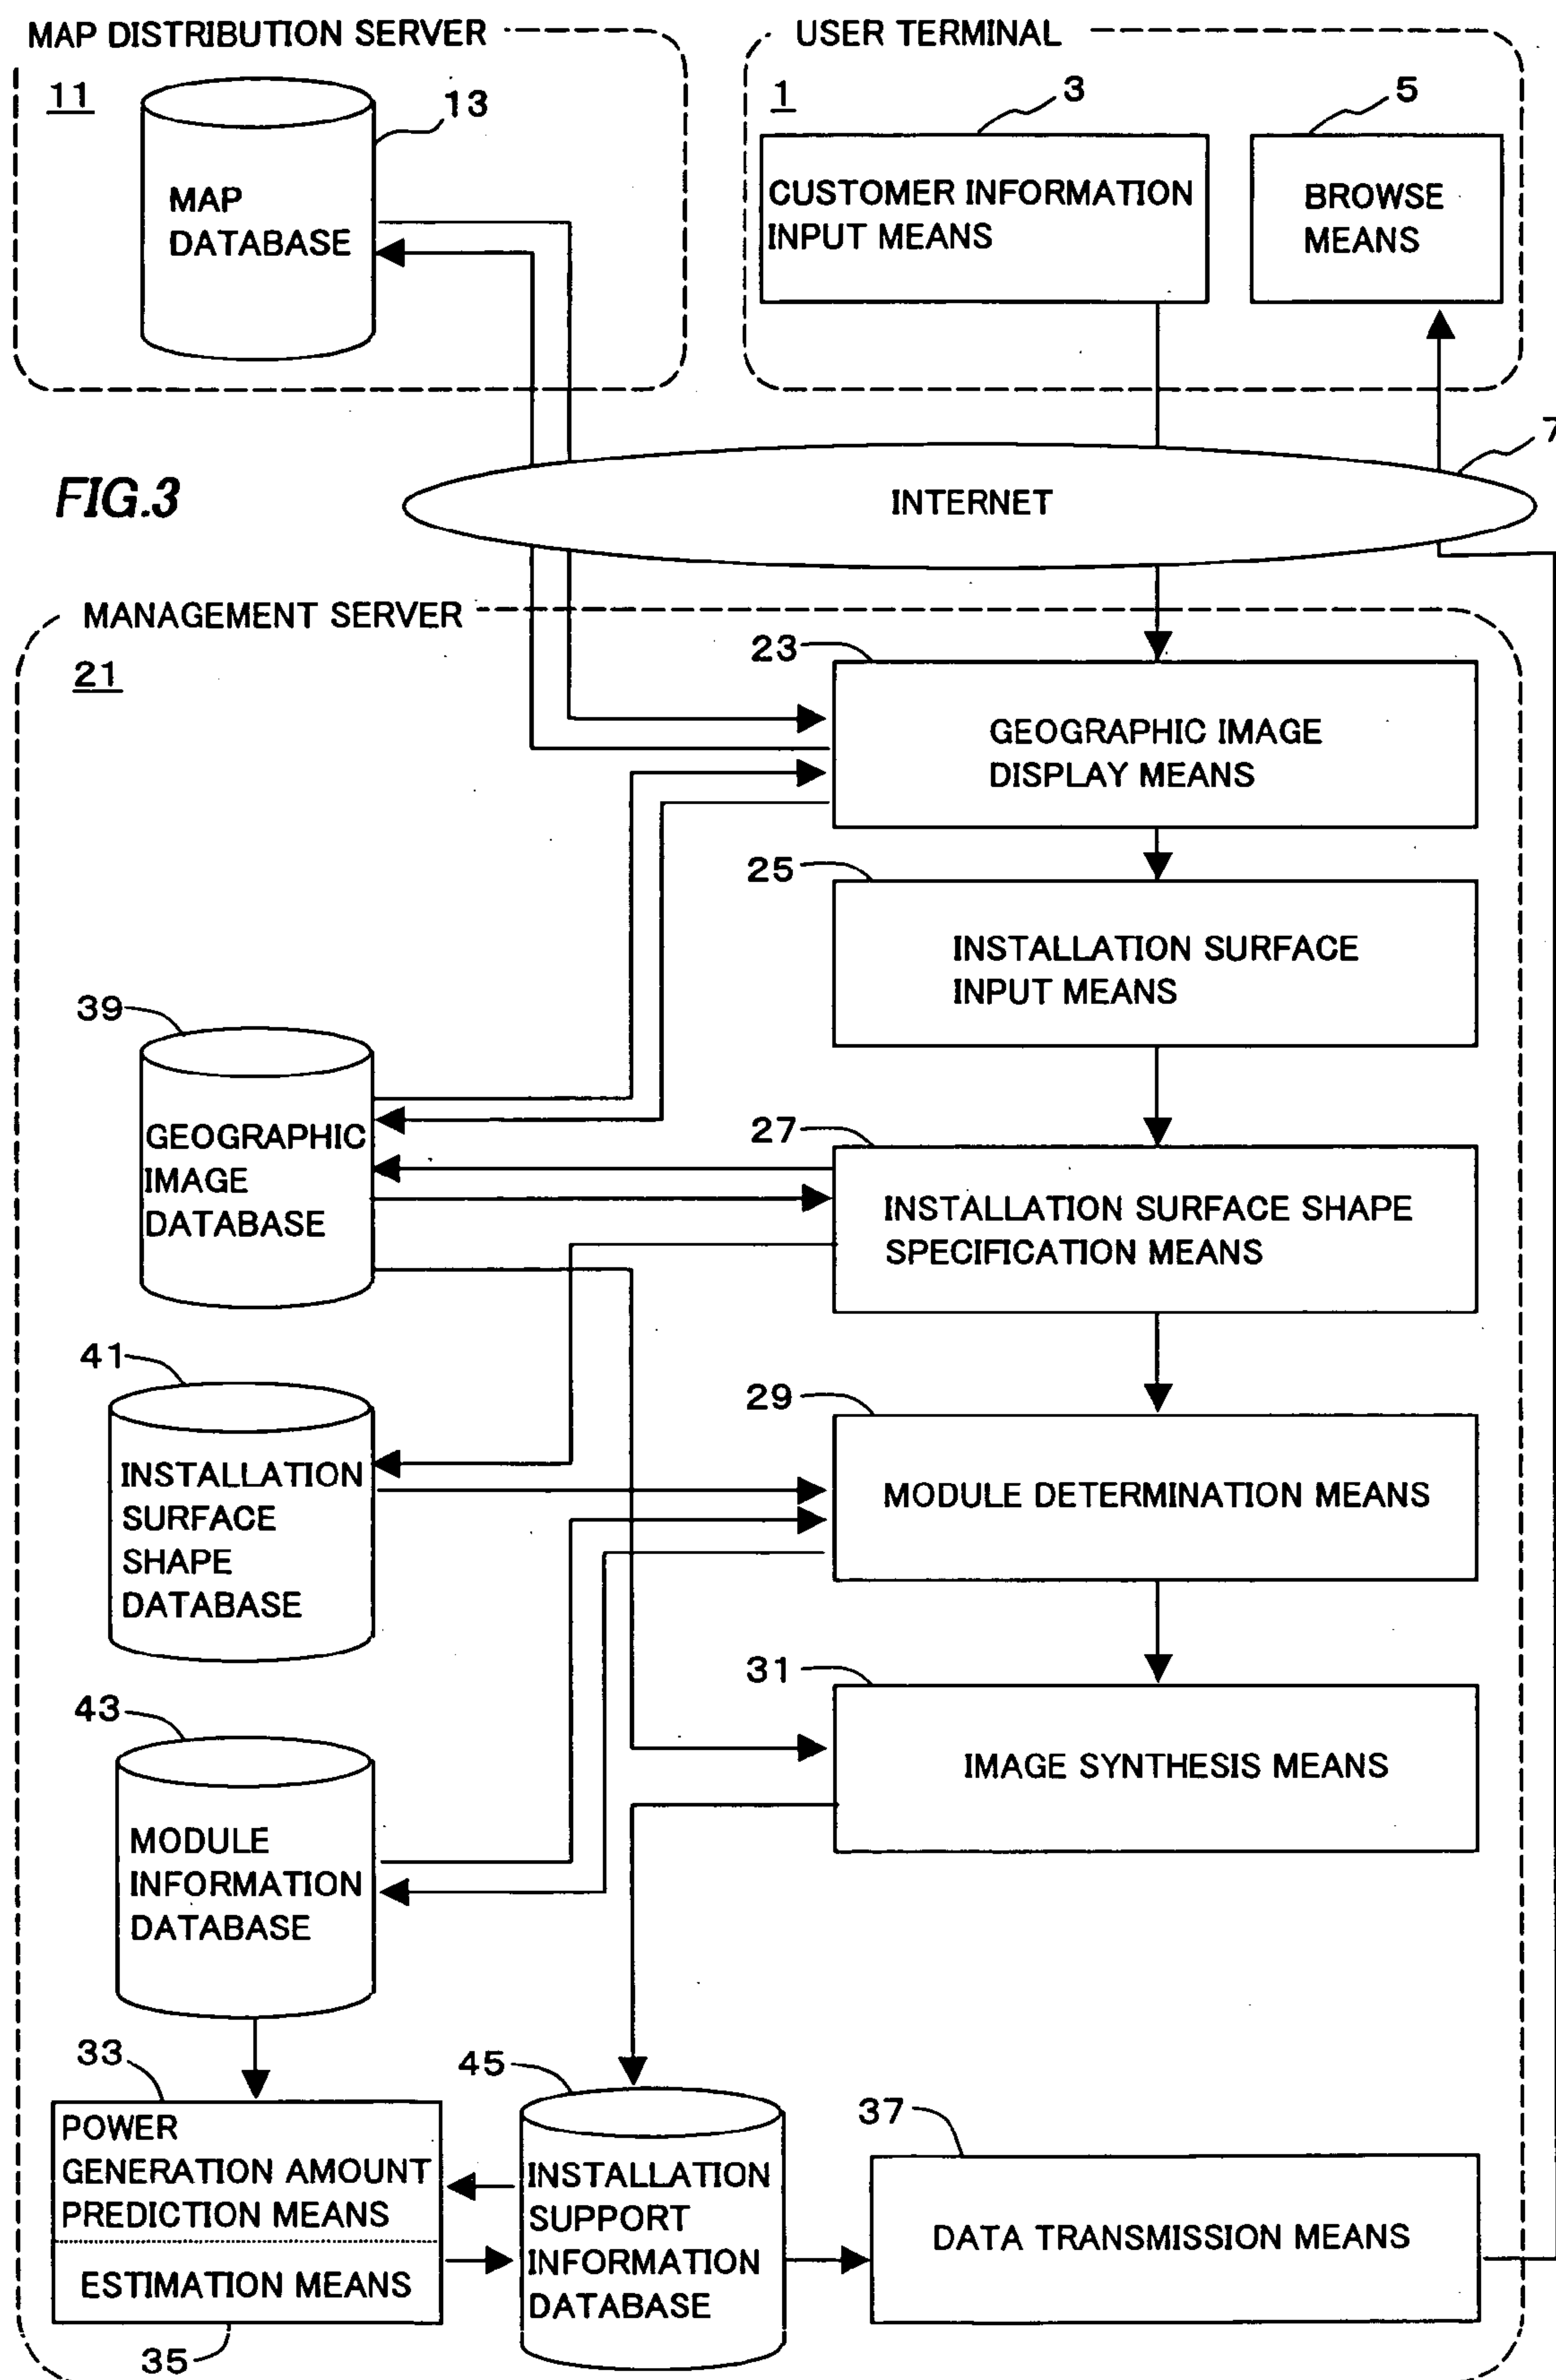 MAP DISTRIBUTION SERVER
11
13
MAP
DATABASE
USER TERMINAL
1
3
5
CUSTOMER INFORMATION
INPUT MEANS
BROWSE
MEANS
7
FIG.3
INTERNET
MANAGEMENT SERVER
21
23
GEOGRAPHIC IMAGE
DISPLAY MEANS
25
INSTALLATION SURFACE
INPUT MEANS
39
GEOGRAPHIC
IMAGE
DATABASE
27
INSTALLATION SURFACE SHAPE
SPECIFICATION MEANS
41
INSTALLATION
SURFACE
SHAPE
DATABASE
29
MODULE DETERMINATION MEANS
31
IMAGE SYNTHESIS MEANS
43
MODULE
INFORMATION
DATABASE
33
POWER
GENERATION AMOUNT
PREDICTION MEANS
ESTIMATION MEANS
35
45
INSTALLATION
SUPPORT
INFORMATION
DATABASE
37
DATA TRANSMISSION MEANS